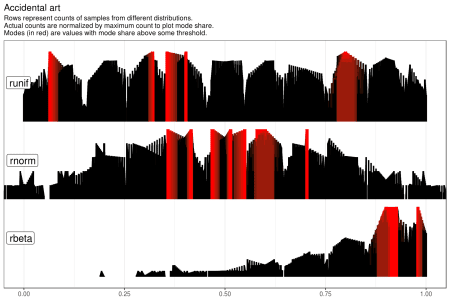 Accidental art
Rows represent counts of samples from different distributions.
Actual counts are normalized by maximum count to plot mode share.
Modes (in red) are values with mode share above some threshold.
runif
rnorm
rbeta
0.00 0.25 0.50 0.75 1.00